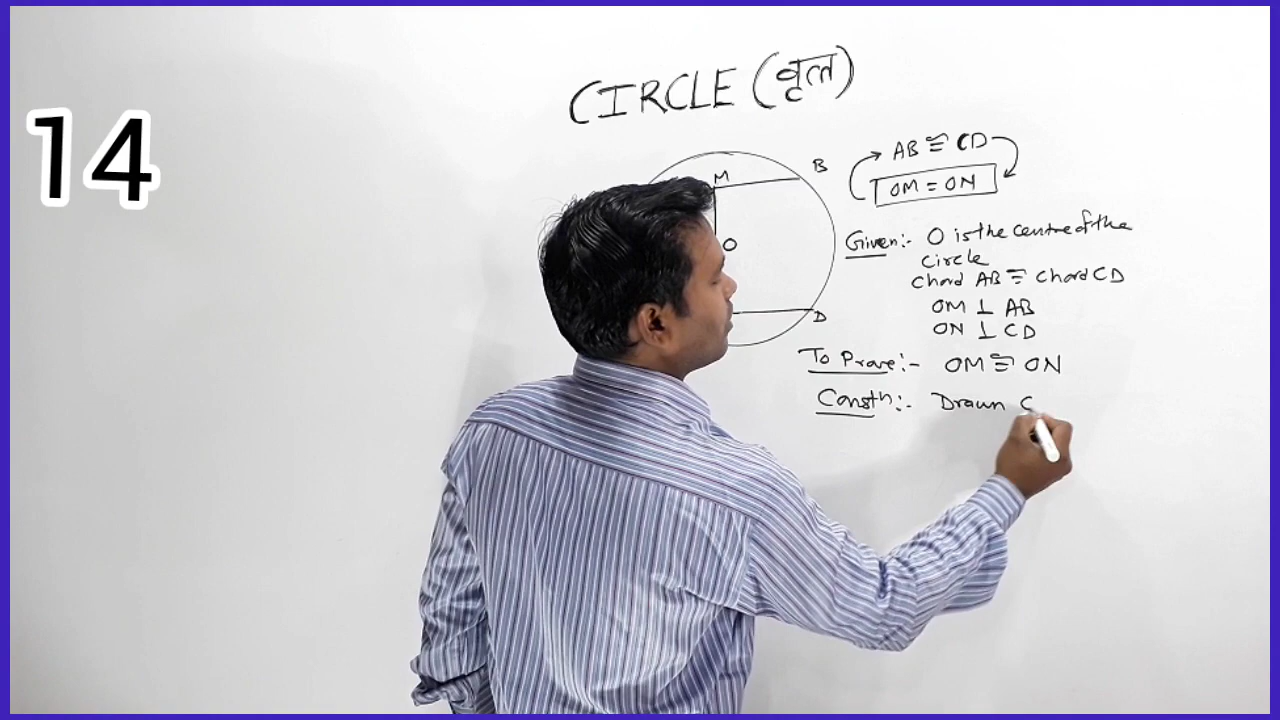 14
CIRCLE (वृत्त)
M
B
O
D
AB ≅ CD
OM = ON
Given:- O is the centre of the
circle
Chord AB ≅ Chord CD
OM ⊥ AB
ON ⊥ CD
To Prove:- OM ≅ ON
Constn:- Drawn